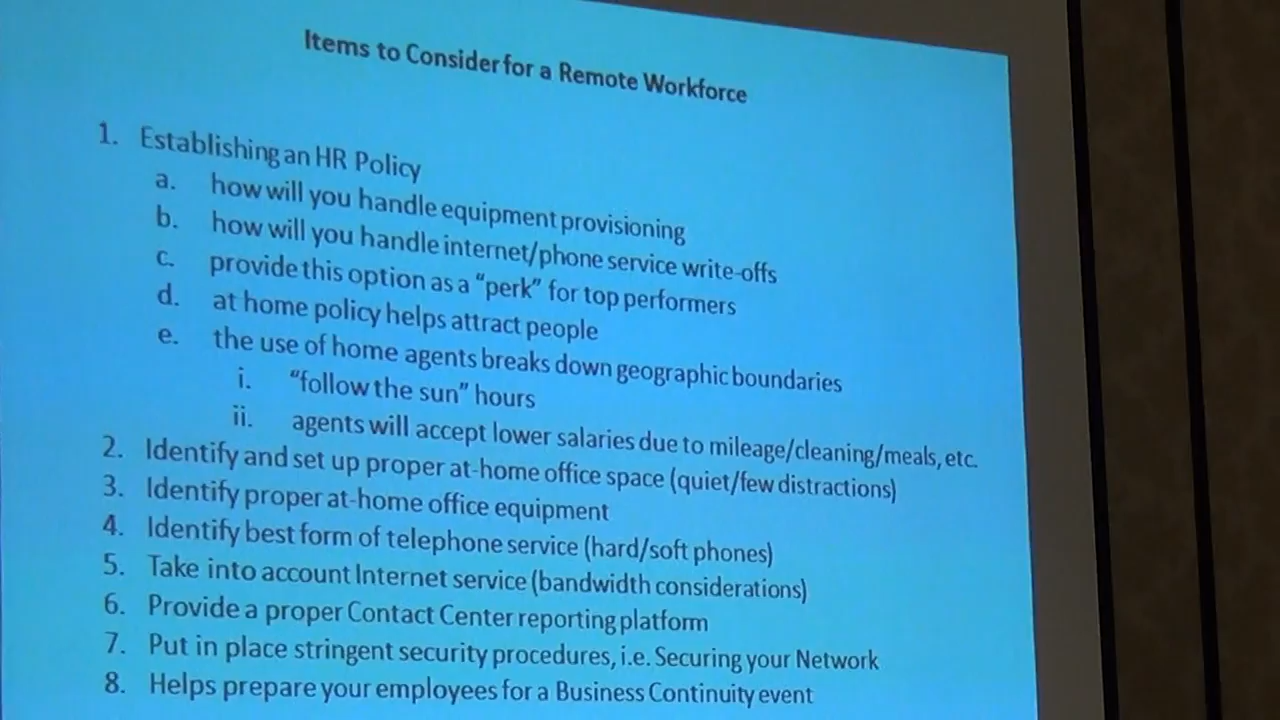 Items to Consider for a Remote Workforce
1. Establishing an HR Policy
a. how will you handle equipment provisioning
b. how will you handle internet/phone service write-offs
c. provide this option as a “perk” for top performers
d. at home policy helps attract people
e. the use of home agents breaks down geographic boundaries
i. “follow the sun” hours
ii. agents will accept lower salaries due to mileage/cleaning/meals, etc.
2. Identify and set up proper at-home office space (quiet/few distractions)
3. Identify proper at-home office equipment
4. Identify best form of telephone service (hard/soft phones)
5. Take into account Internet service (bandwidth considerations)
6. Provide a proper Contact Center reporting platform
7. Put in place stringent security procedures, i.e. Securing your Network
8. Helps prepare your employees for a Business Continuity event